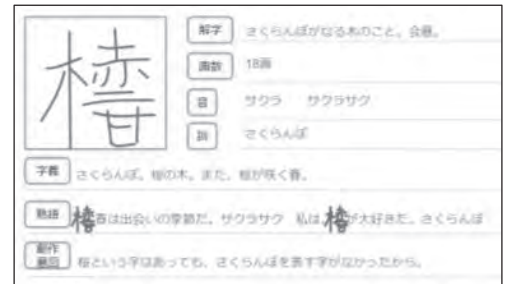 解字 さくらんぼがなる木のこと。会意。
画数 18画
音 サクラ サクラサク
訓 さくらんぼ
字義 さくらんぼ。桜の木。また、桜が咲く春。
熟語 春は出会いの季節だ。サクラサク 私は、が大好きだ。さくらんぼ
創作意図 桜という字はあっても、さくらんぼを表す字がなかったから。